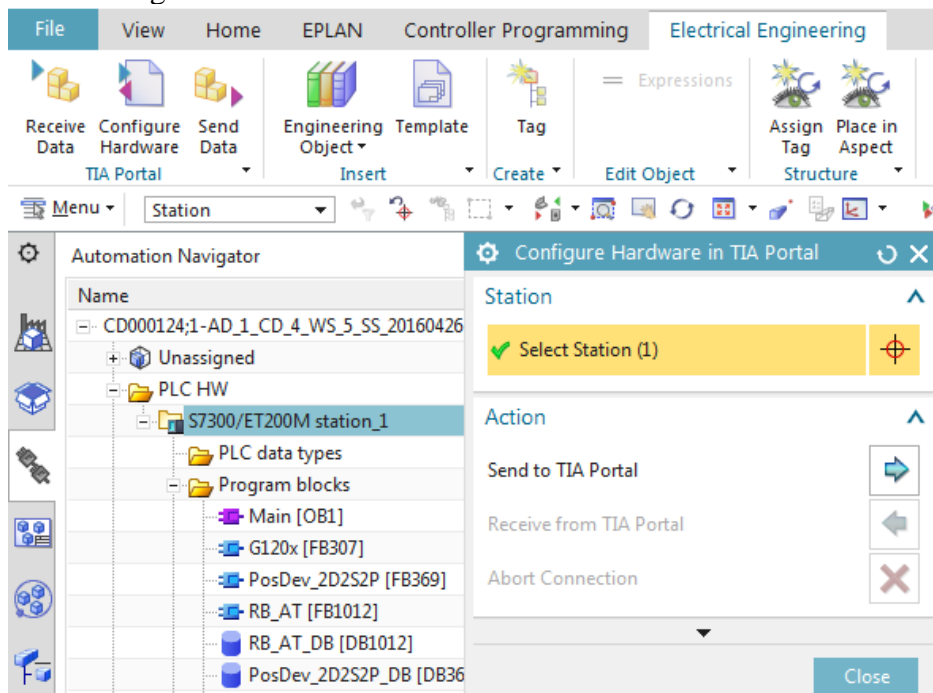 File View Home EPLAN Controller Programming Electrical Engineering
Receive Data Configure Hardware Send Data Engineering Object Template Tag Expressions Assign Tag Place in Aspect
TIA Portal Insert Create Edit Object Structure
Menu Station
Automation Navigator
Name
CD000124;1-AD_1_CD_4_WS_5_SS_20160426
Unassigned
PLC HW
S7300/ET200M station_1
PLC data types
Program blocks
Main [OB1]
G120x [FB307]
PosDev_2D2S2P [FB369]
RB_AT [FB1012]
RB_AT_DB [DB1012]
PosDev_2D2S2P_DB [DB36
Configure Hardware in TIA Portal
Station
Select Station (1)
Action
Send to TIA Portal
Receive from TIA Portal
Abort Connection
Close